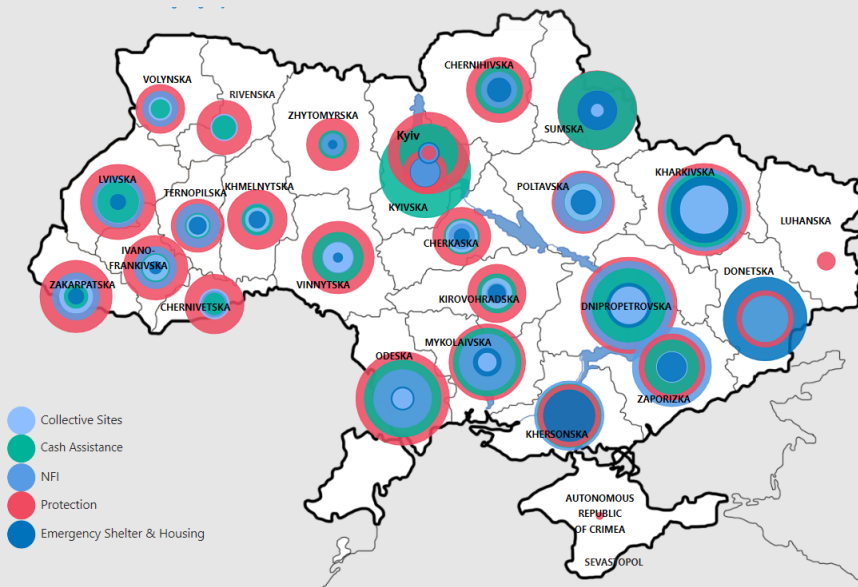 CHERNIHIVSKA
VOLYNSKA
RIVENSKA
ZHYTOMYRSKA
Kyiv
SUMSKA
LVIVSKA
TERNOPILSKA
KHMELNYTSKA
POLTAVSKA
KHARKIVSKA
KYIVSKA
LUHANSKA
CHERKASKA
IVANO-
FRANKIVSKA
ZAKARPATSKA
VINNYTSKA
DONETSKA
CHERNIVETSKA
KIROVOHRADSKA
DNIPROPETROVSKA
MYKOLAIVSKA
ODESKA
ZAPORIZKA
KHERSONSKA
Collective Sites
Cash Assistance
NFI
Protection
Emergency Shelter & Housing
AUTONOMOUS
REPUBLIC
OF CRIMEA
SEVASTOPOL